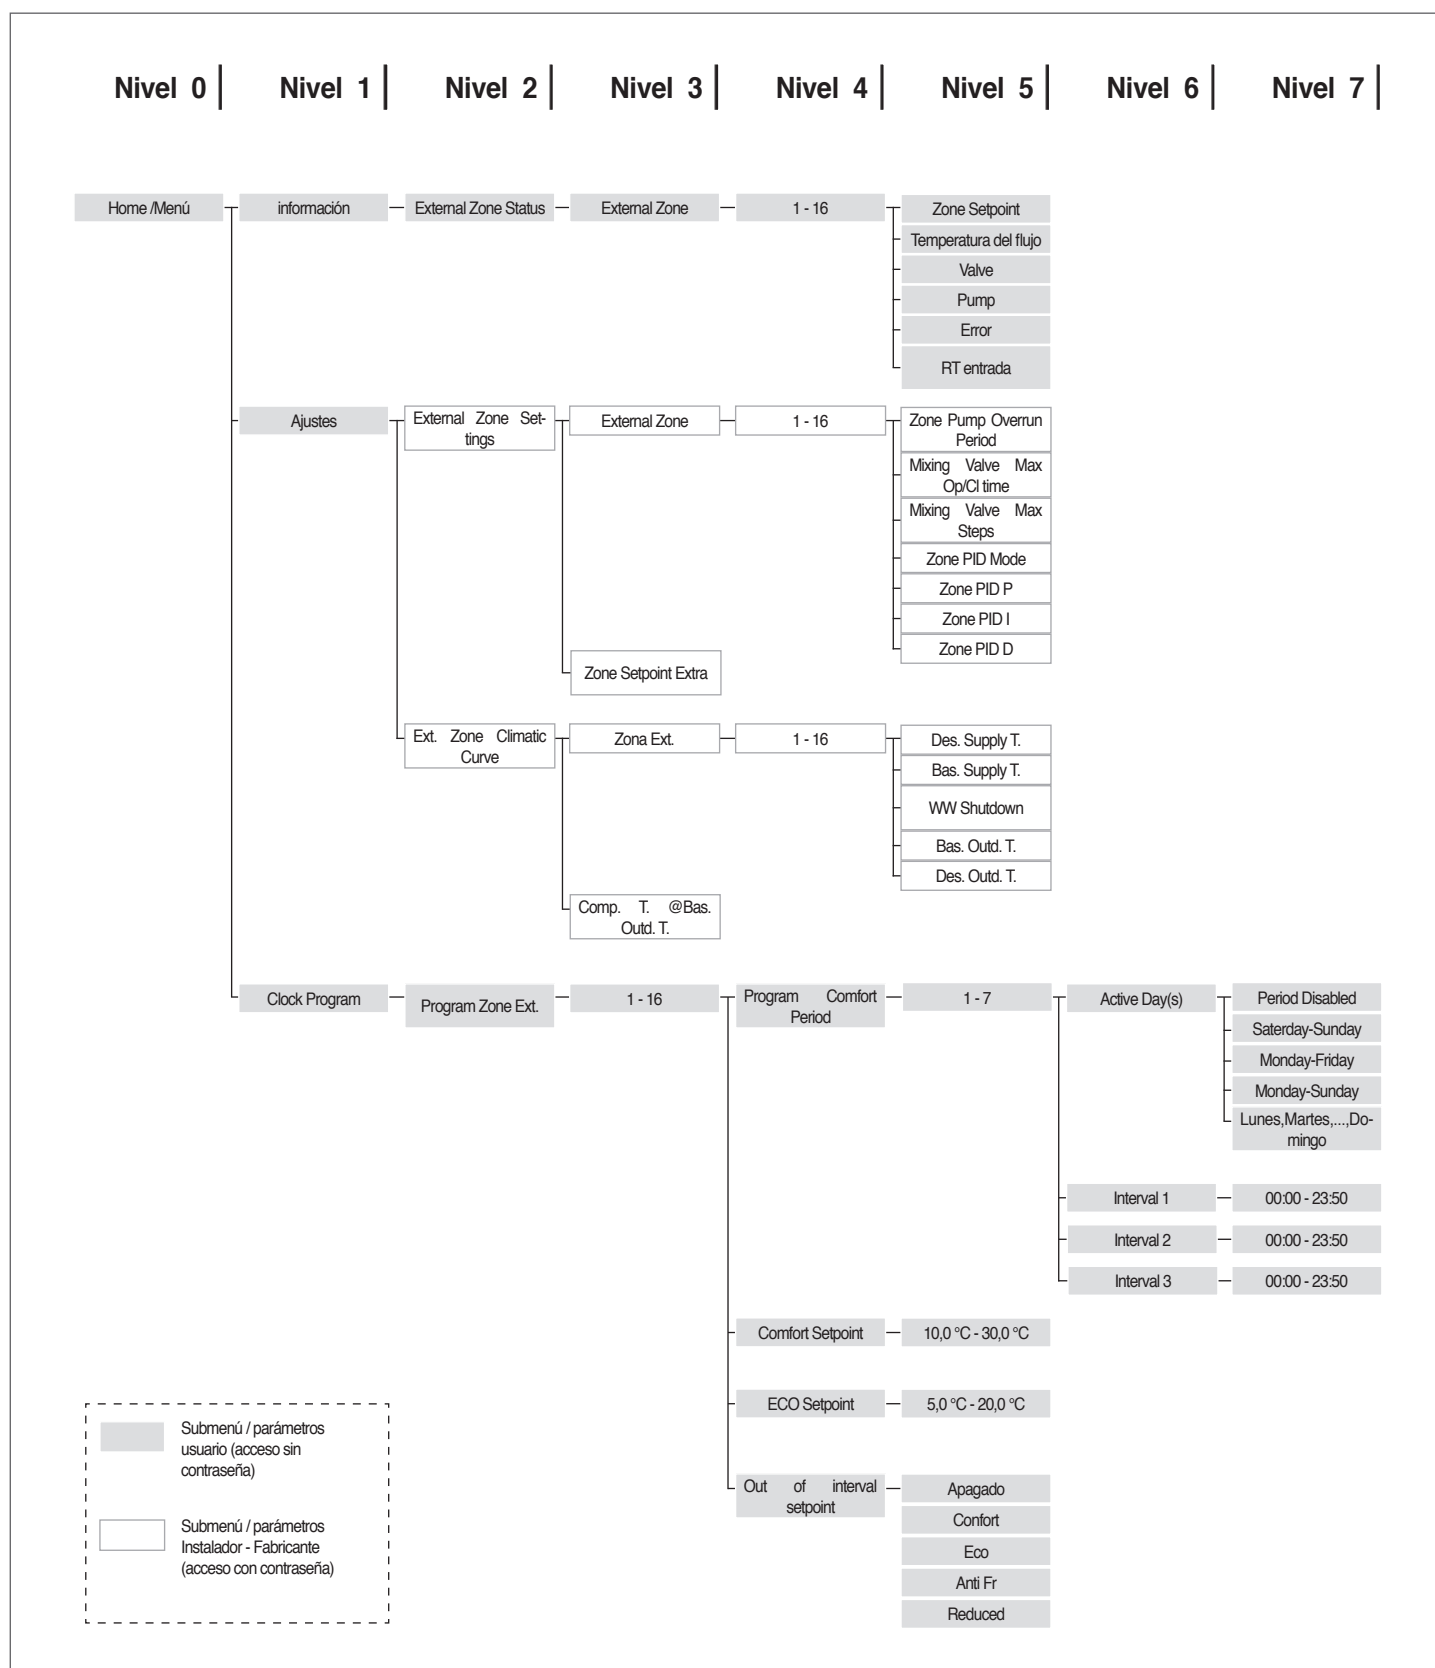 Nivel 0
Nivel 1
Nivel 2
Nivel 3
Nivel 4
Nivel 5
Nivel 6
Nivel 7
Home /Menú
información
External Zone Status
External Zone
1 - 16
Zone Setpoint
Temperatura del flujo
Valve
Pump
Error
RT entrada
Ajustes
External Zone Set-
tings
External Zone
1 - 16
Zone Pump Overrun
Period
Mixing Valve Max
Op/Cl time
Mixing Valve Max
Steps
Zone PID Mode
Zone PID P
Zone PID I
Zone PID D
Zone Setpoint Extra
Ext. Zone Climatic
Curve
Zona Ext.
1 - 16
Des. Supply T.
Bas. Supply T.
WW Shutdown
Bas. Outd. T.
Des. Outd. T.
Comp. T. @Bas.
Outd. T.
Clock Program
Program Zone Ext.
1 - 16
Program Comfort
Period
1 - 7
Active Day(s)
Period Disabled
Saterday-Sunday
Monday-Friday
Monday-Sunday
Lunes,Martes,...,Do-
mingo
Interval 1
00:00 - 23:50
Interval 2
00:00 - 23:50
Interval 3
00:00 - 23:50
Comfort Setpoint
10,0 °C - 30,0 °C
ECO Setpoint
5,0 °C - 20,0 °C
Out of interval
setpoint
Apagado
Confort
Eco
Anti Fr
Reduced
Submenú / parámetros
usuario (acceso sin
contraseña)
Submenú / parámetros
Instalador - Fabricante
(acceso con contraseña)